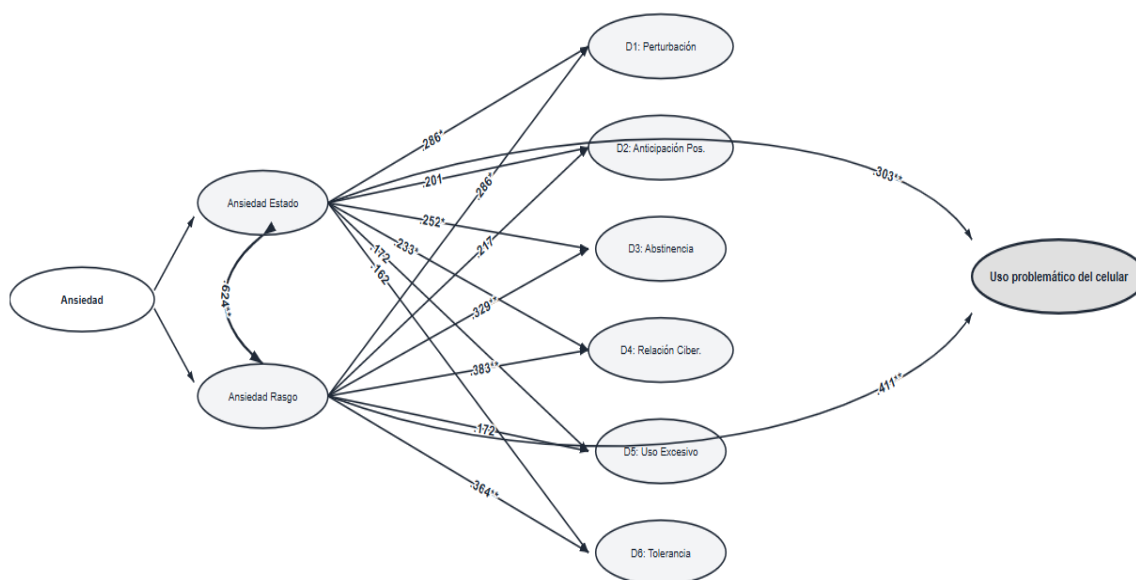 D1: Perturbación
.286*
D2: Anticipación Pos.
.201
.286*
.303**
Ansiedad Estado
.252*
.217
.233*
.172
.162
D3: Abstinencia
Uso problemático del celular
Ansiedad
.624**
.329**
D4: Relación Ciber.
.383**
Ansiedad Rasgo
.411**
.172
D5: Uso Excesivo
.364**
D6: Tolerancia